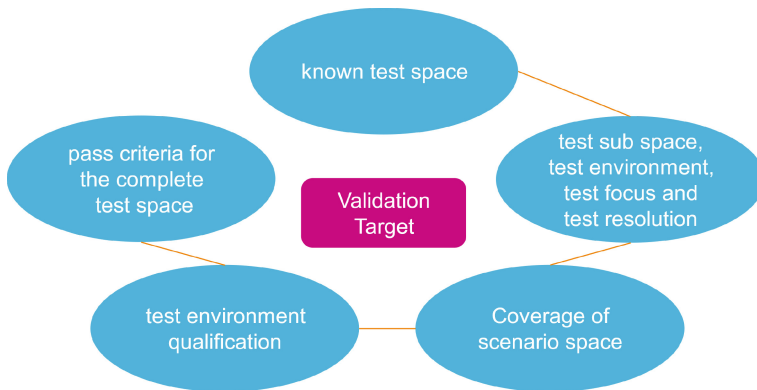 known test space
test sub space,
test environment,
test focus and
test resolution
Coverage of
scenario space
test environment
qualification
pass criteria for
the complete
test space
Validation
Target